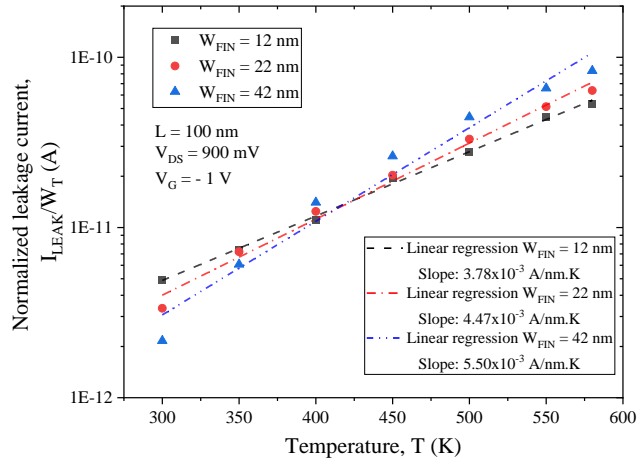 Normalized leakage current,
I_LEAK/W_T (A)
1E-10
1E-11
1E-12
W_FIN = 12 nm
W_FIN = 22 nm
W_FIN = 42 nm
L = 100 nm
V_DS = 900 mV
V_G = - 1 V
Linear regression W_FIN = 12 nm
Slope: 3.78x10^-3 A/nm.K
Linear regression W_FIN = 22 nm
Slope: 4.47x10^-3 A/nm.K
Linear regression W_FIN = 42 nm
Slope: 5.50x10^-3 A/nm.K
300 350 400 450 500 550 600
Temperature, T (K)